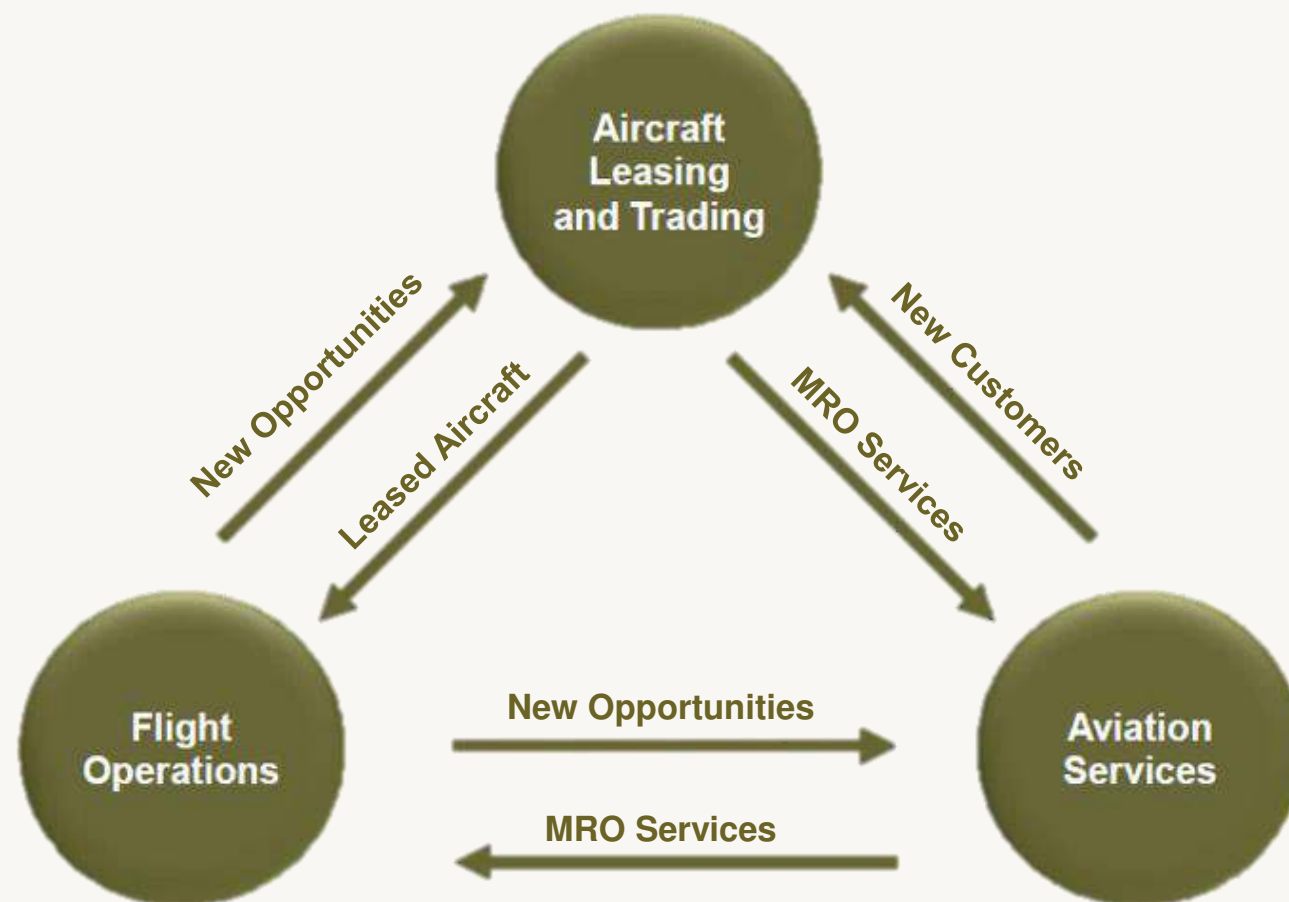 Aircraft
Leasing
and Trading
New Opportunities
Leased Aircraft
MRO Services
New Customers
Flight
Operations
New Opportunities
MRO Services
Aviation
Services